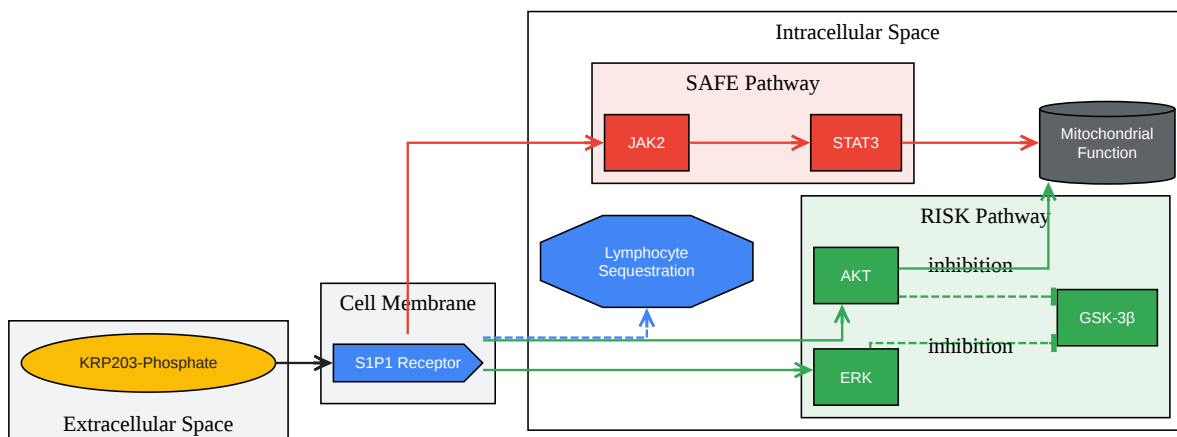 Intracellular Space
SAFE Pathway
JAK2
STAT3
Mitochondrial
Function
RISK Pathway
Lymphocyte
Sequestration
AKT
inhibition
GSK-3β
inhibition
ERK
Cell Membrane
S1P1 Receptor
KRP203-Phosphate
Extracellular Space